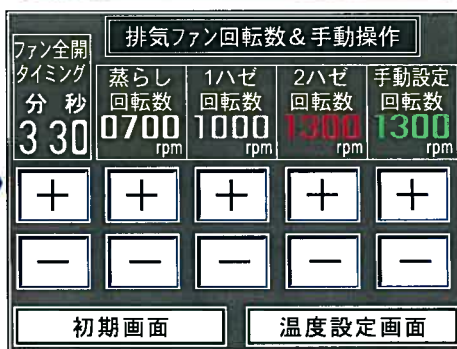 排気ファン回転数&手動操作
ファン全開
タイミング
分 秒
3 30
蒸らし
回転数
0700
rpm
1ハゼ
回転数
1000
rpm
2ハゼ
回転数
1300
rpm
手動設定
回転数
1300
rpm
+ + + + +
- - - - -
初期画面 温度設定画面